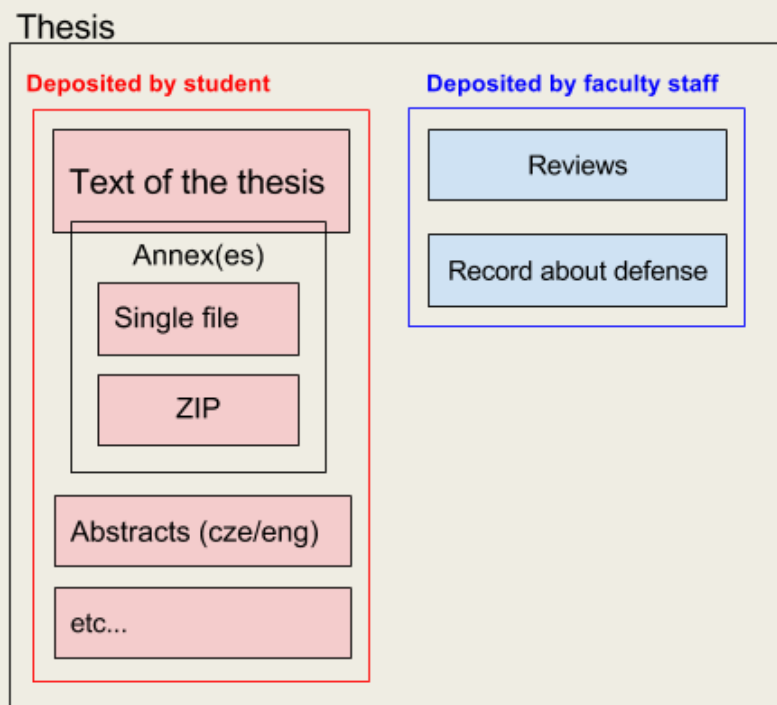 Thesis
Deposited by student
Text of the thesis
Annex(es)
Single file
ZIP
Abstracts (cze/eng)
etc...
Deposited by faculty staff
Reviews
Record about defense